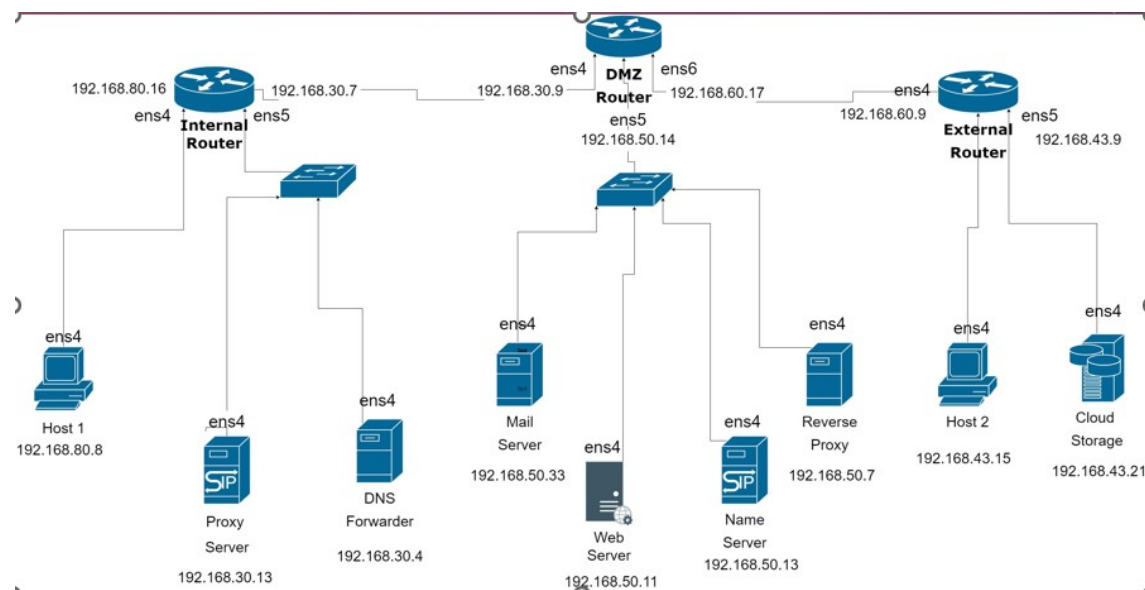 ens4
ens6
DMZ
Router
192.168.80.16
192.168.30.7
192.168.30.9
192.168.60.17
ens4
192.168.60.9
ens4
ens5
Internal
Router
ens5
192.168.50.14
External
Router
ens5
192.168.43.9
ens4
Host 1
192.168.80.8
ens4
SIP
Proxy
Server
192.168.30.13
ens4
DNS
Forwarder
192.168.30.4
ens4
Mail
Server
192.168.50.33
ens4
Web
Server
192.168.50.11
ens4
SIP
Name
Server
192.168.50.13
ens4
Reverse
Proxy
192.168.50.7
ens4
Host 2
192.168.43.15
ens4
Cloud
Storage
192.168.43.21